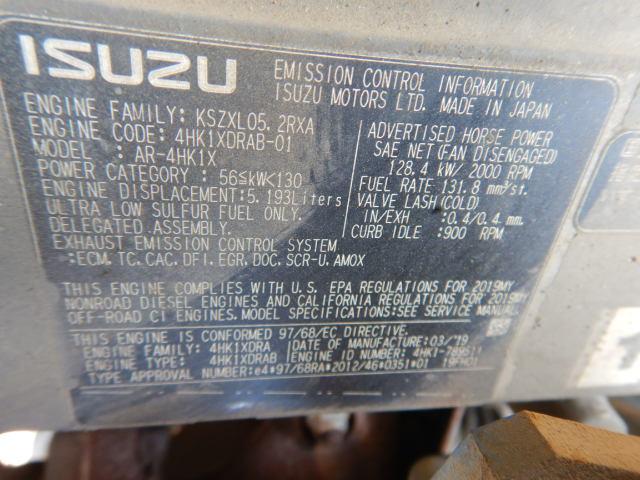 ISUZU
EMISSION CONTROL INFORMATION
ISUZU MOTORS LTD. MADE IN JAPAN
ENGINE FAMILY: KSZXL05.2RXA
ENGINE CODE: 4HK1XDRAB-01
MODEL : AR-4HK1X
POWER CATEGORY : 56≤kW<130
ENGINE DISPLACEMENT:5.193Liters
ULTRA LOW SULFUR FUEL ONLY.
DELEGATED ASSEMBLY.
EXHAUST EMISSION CONTROL SYSTEM
:ECM, TC, CAC, DFI, EGR, DOC, SCR-U, AMOX
ADVERTISED HORSE POWER
SAE NET (FAN DISENGAGED)
128.4 kW/ 2000 RPM
FUEL RATE 131.8 mm³/st.
VALVE LASH(COLD)
IN/EXH :0.4/0.4 mm.
CURB IDLE :900 RPM
THIS ENGINE COMPLIES WITH U.S. EPA REGULATIONS FOR 2019MY
NONROAD DIESEL ENGINES AND CALIFORNIA REGULATIONS FOR 2019MY
OFF-ROAD CI ENGINES. MODEL SPECIFICATIONS:SEE SERVICE MANUAL.
THIS ENGINE IS CONFORMED 97/68/EC DIRECTIVE.
ENGINE FAMILY: 4HK1XDRA DATE OF MANUFACTURE:03/'19
ENGINE TYPE: 4HK1XDRAB ENGINE ID NUMBER:
TYPE APPROVAL NUMBER:e4*97/68RA*2012/46*0351*01